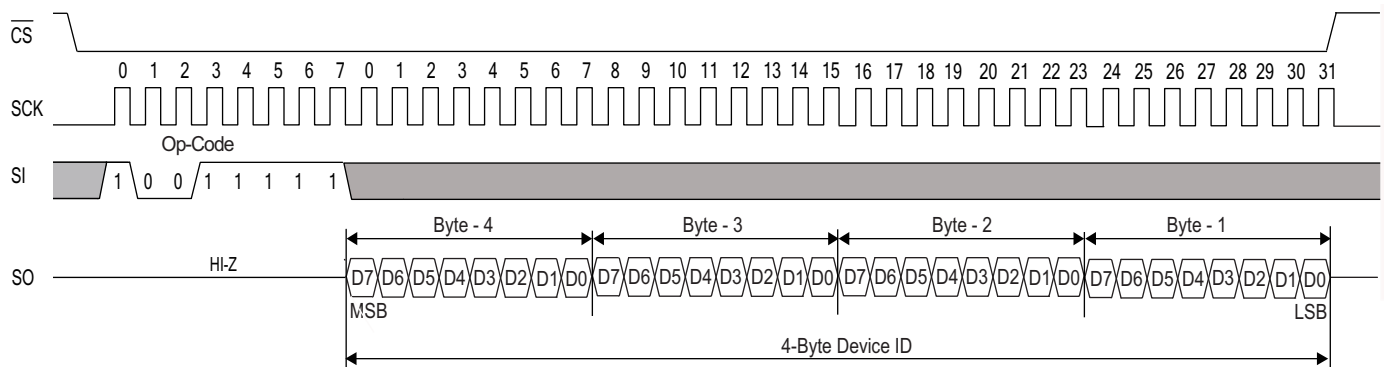 CS
0 1 2 3 4 5 6 7 0 1 2 3 4 5 6 7 8 9 10 11 12 13 14 15 16 17 18 19 20 21 22 23 24 25 26 27 28 29 30 31
SCK
Op-Code
SI 1 0 0 1 1 1 1 1
Byte - 4 Byte - 3 Byte - 2 Byte - 1
HI-Z
SO D7 D6 D5 D4 D3 D2 D1 D0 D7 D6 D5 D4 D3 D2 D1 D0 D7 D6 D5 D4 D3 D2 D1 D0 D7 D6 D5 D4 D3 D2 D1 D0
MSB LSB
4-Byte Device ID